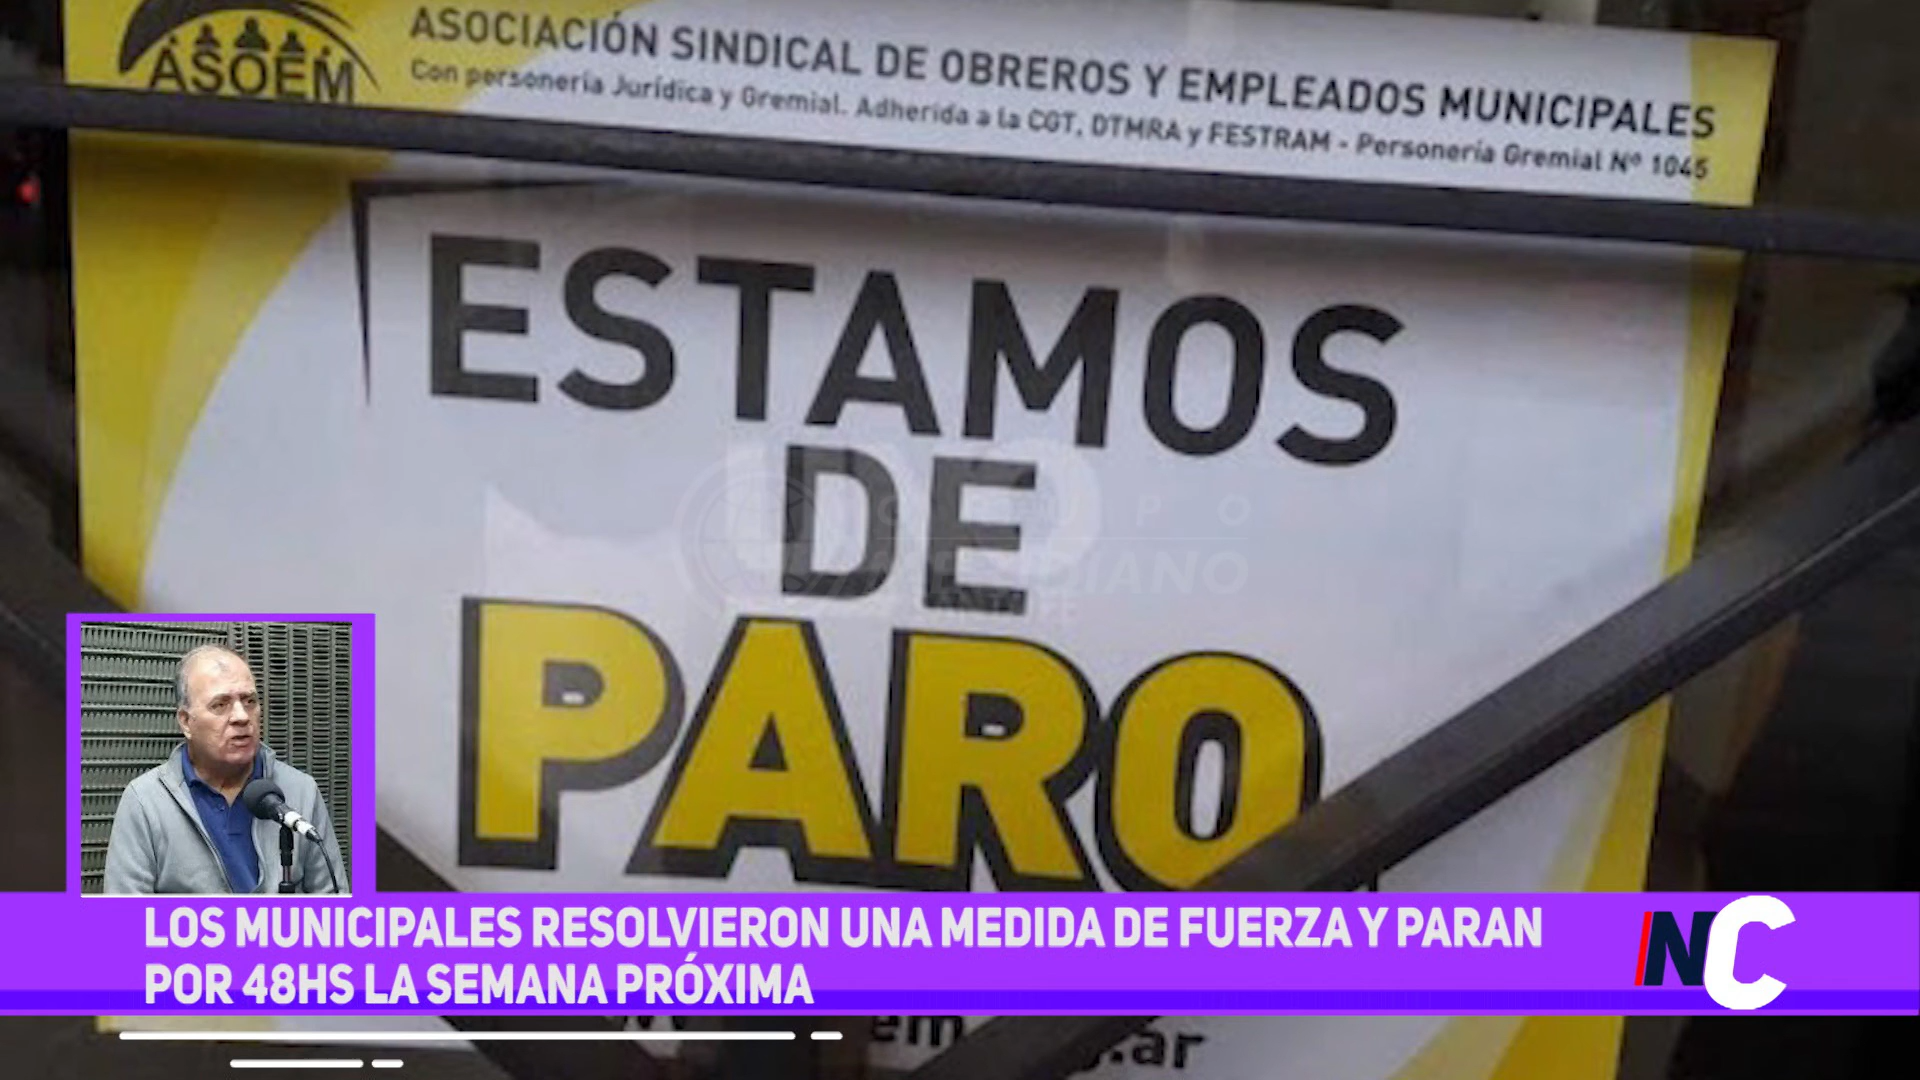 ASOEM
ASOCIACIÓN SINDICAL DE OBREROS Y EMPLEADOS MUNICIPALES
Con personería Jurídica y Gremial. Adherida a la CGT, DTMRA y FESTRAM - Personería Gremial Nº 1045
ESTAMOS
DE
PARO
LOS MUNICIPALES RESOLVIERON UNA MEDIDA DE FUERZA Y PARAN
POR 48HS LA SEMANA PRÓXIMA
NC
.ar